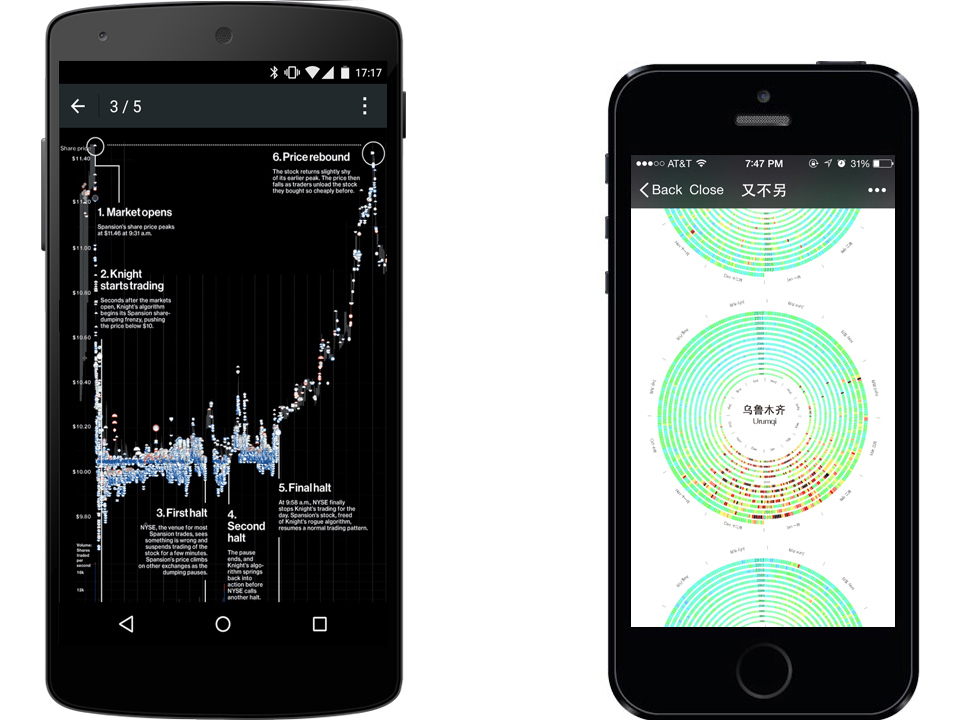 17:17
3 / 5
Share price
$11.40
6. Price rebound
The stock returns slightly shy
of its earlier peak. The price then
falls as traders unload the stock
they bought so cheaply before.
$11.20
1. Market opens
Spansion's share price peaks
at $11.46 at 9:31 a.m.
$11.00
2. Knight
starts trading
$10.80
Seconds after the markets
open, Knight's algorithm
begins its Spansion share-
dumping frenzy, pushing
the price below $10.
$10.60
$10.40
$10.20
$10.00
5. Final halt
At 9:58 a.m., NYSE finally
stops Knight's trading for the
day. Spansion's stock, freed
of Knight's rogue algorithm,
resumes a normal trading pattern.
$9.80
3. First halt
NYSE, the venue for most
Spansion trades, sees
something is wrong and
suspends trading of the
stock for a few minutes.
Spansion's price climbs
on other exchanges as the
dumping pauses.
4.
Second
halt
The pause
ends, and
Knight's algo-
rithm springs
back into
action before
NYSE calls
another halt.
Volume:
Shares
traded
per
second
16k
12k
AT&T 7:47 PM 31%
Back Close 又不另
乌鲁木齐
Urumqi